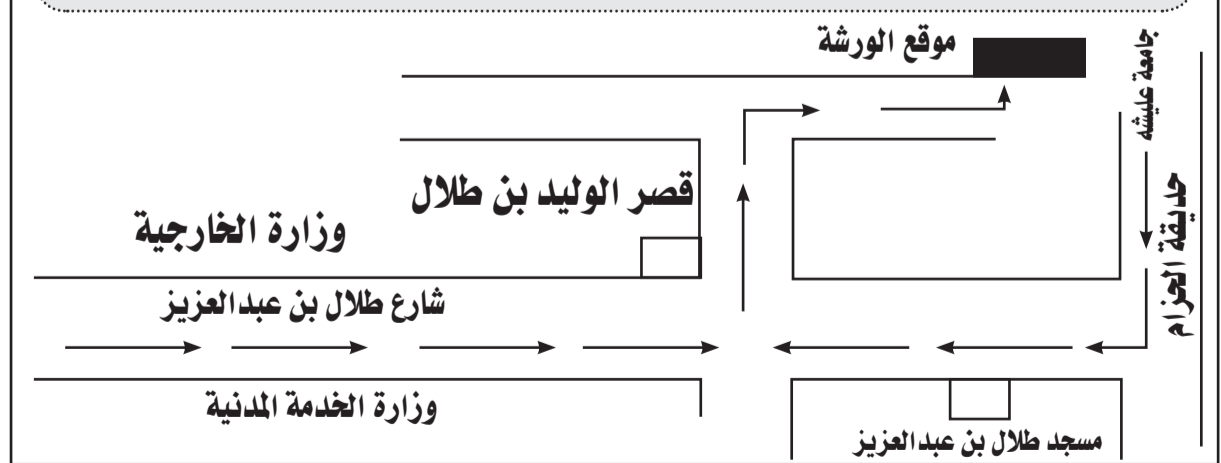 موقع الورشة
جامعة عليشه
حديقة الحزام
قصر الوليد بن طلال
وزارة الخارجية
شارع طلال بن عبدالعزيز
وزارة الخدمة المدنية
مسجد طلال بن عبدالعزيز